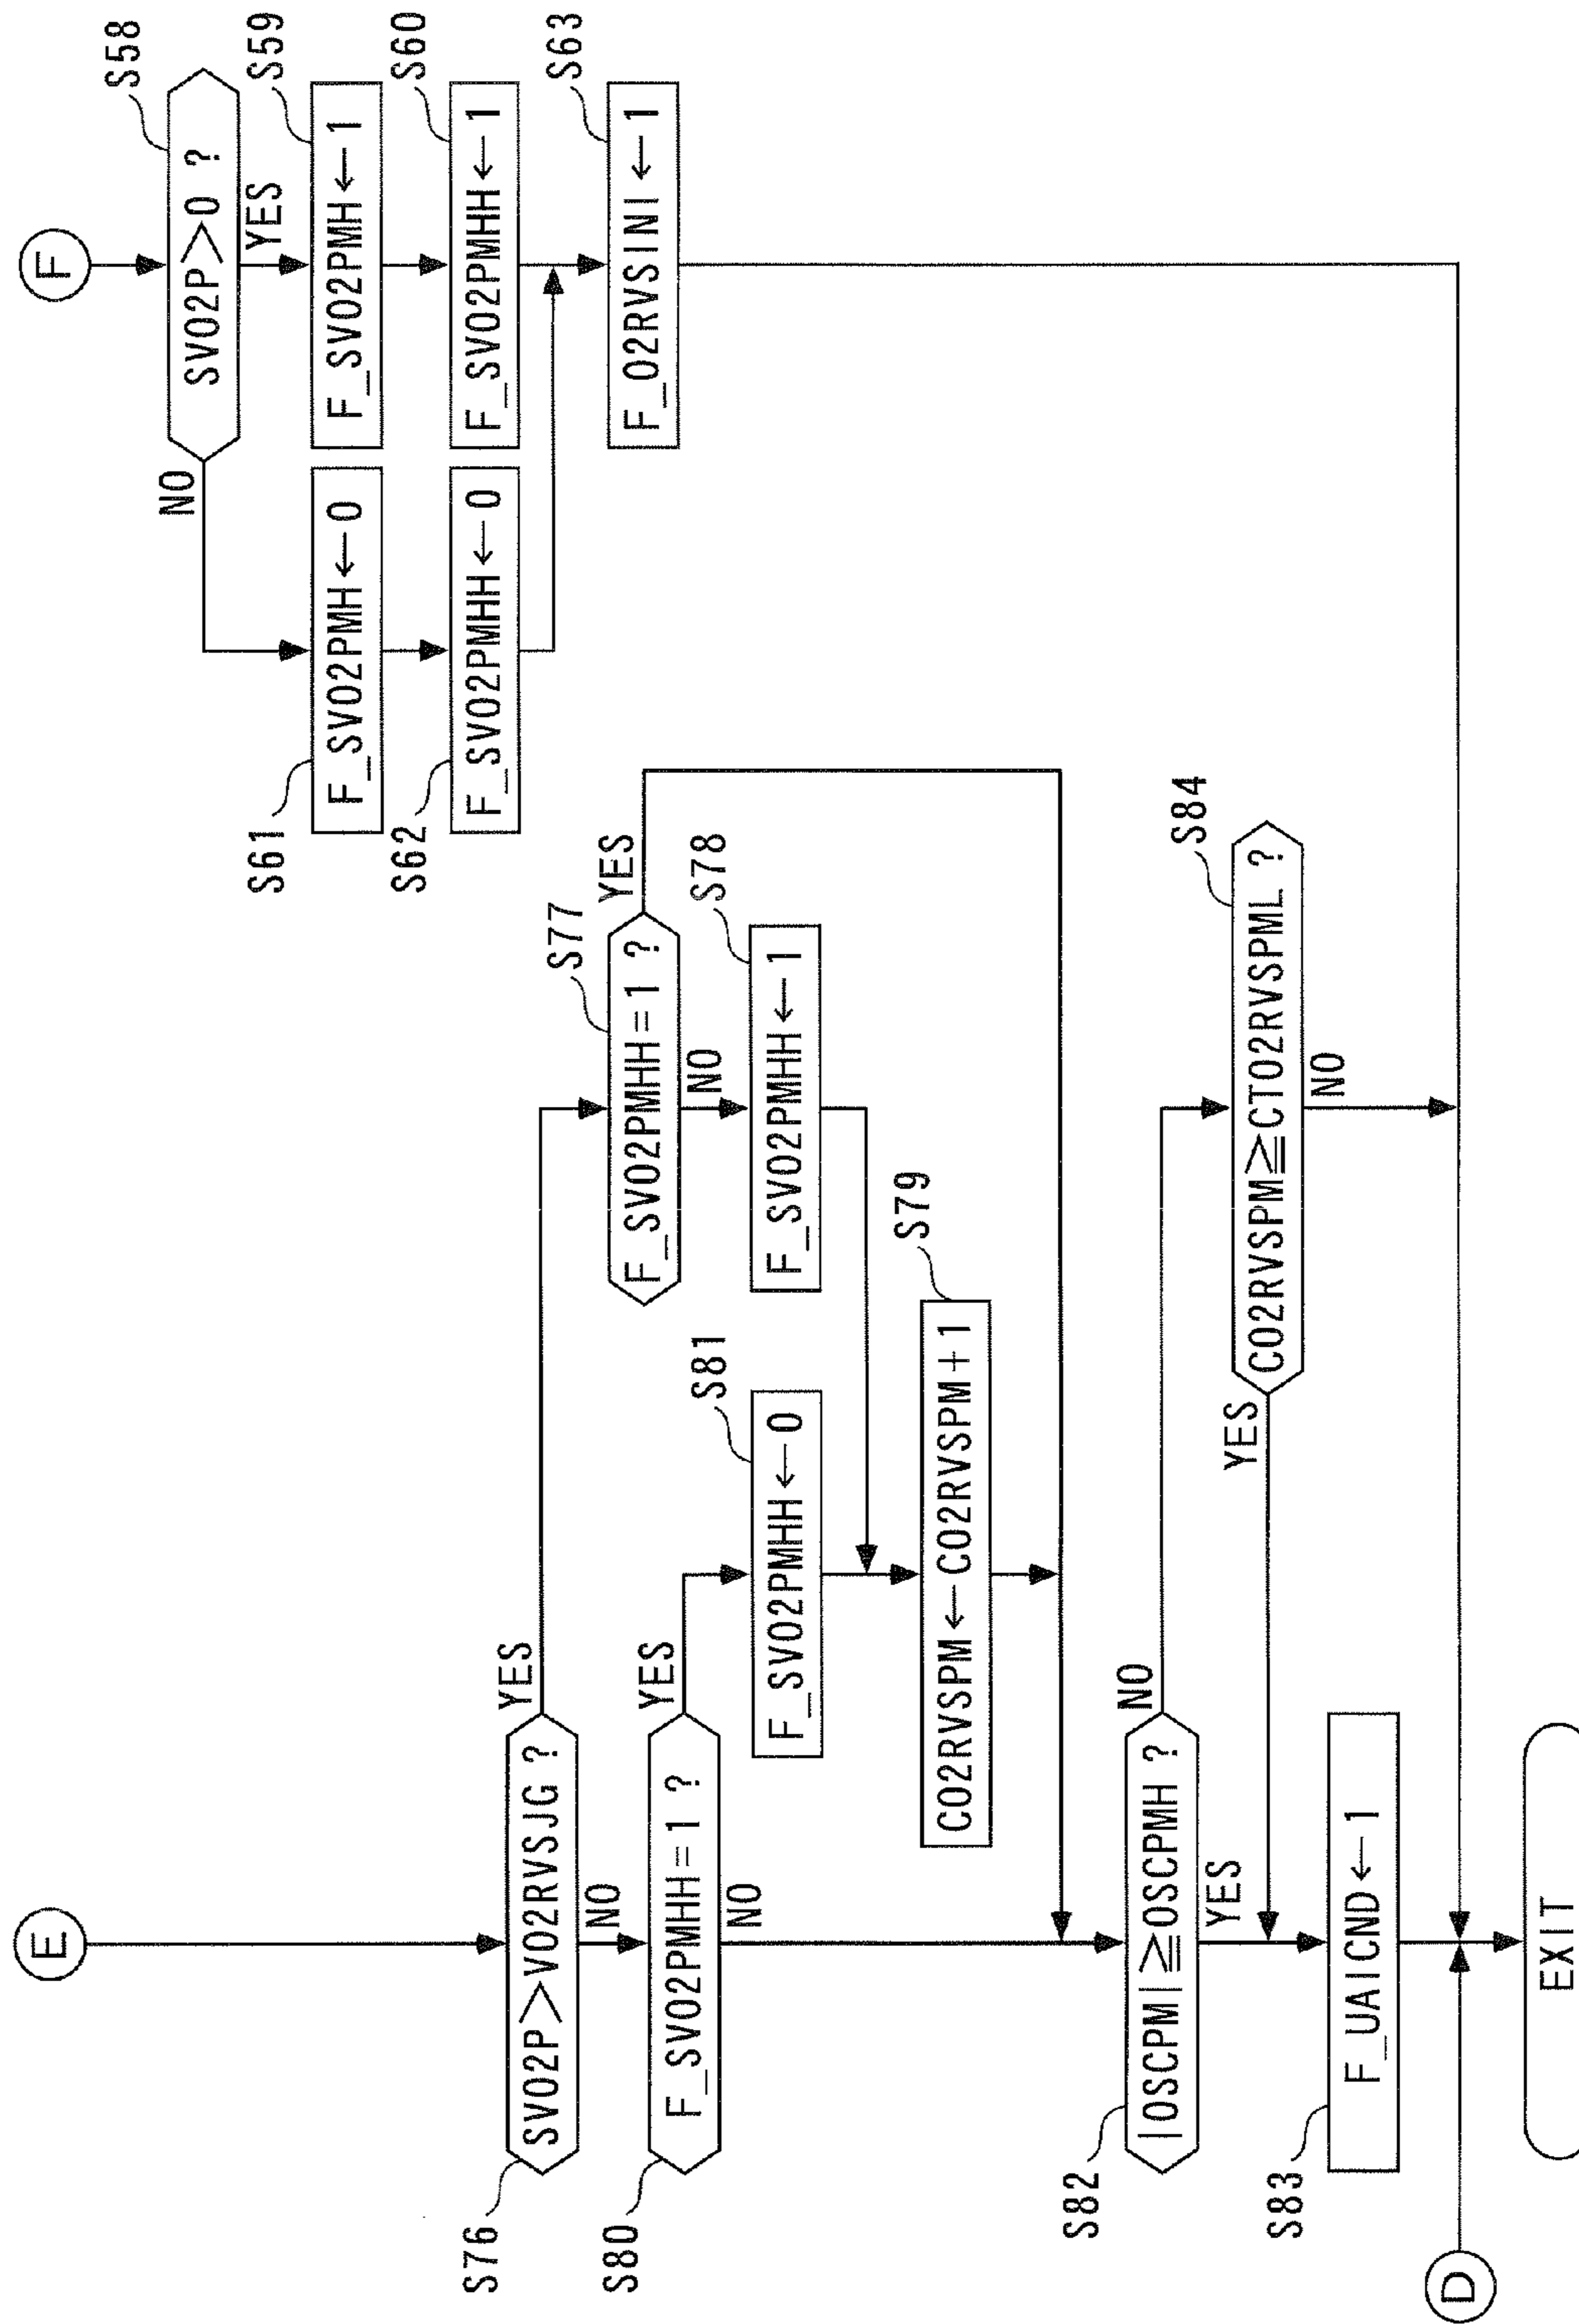 E
SVO2P>VO2RVSJG ?
S76
YES
NO
F_SVO2PMHH=1 ?
S80
YES
NO
F_SVO2PMHH=1 ?
S77
YES
NO
F_SVO2PMHH←1
S78
F_SVO2PMHH←0
S81
CO2RVSPM←CO2RVSPM+1
S79
|OSCPM|≧OSCPMH ?
S82
NO
YES
CO2RVSPM≧CTO2RVSPML ?
S84
YES
NO
F_UAICND←1
S83
D
EXIT
F
SVO2P>0 ?
S58
NO
YES
F_SVO2PMH←0
S61
F_SVO2PMH←1
S59
F_SVO2PMHH←0
S62
F_SVO2PMHH←1
S60
F_O2RVSINI←1
S63